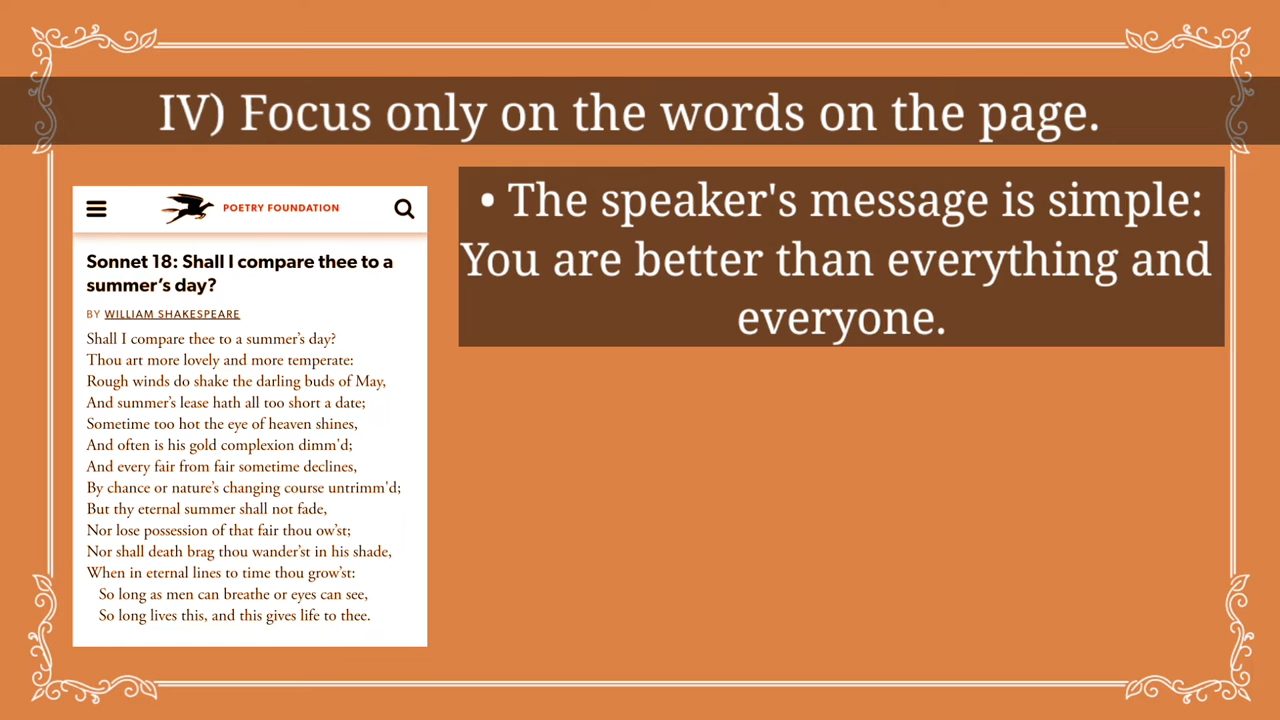 IV) Focus only on the words on the page.
• The speaker's message is simple:
You are better than everything and
everyone.
POETRY FOUNDATION
Sonnet 18: Shall I compare thee to a
summer’s day?
BY WILLIAM SHAKESPEARE
Shall I compare thee to a summer’s day?
Thou art more lovely and more temperate:
Rough winds do shake the darling buds of May,
And summer’s lease hath all too short a date;
Sometime too hot the eye of heaven shines,
And often is his gold complexion dimm'd;
And every fair from fair sometime declines,
By chance or nature’s changing course untrimm'd;
But thy eternal summer shall not fade,
Nor lose possession of that fair thou ow’st;
Nor shall death brag thou wander’st in his shade,
When in eternal lines to time thou grow’st:
So long as men can breathe or eyes can see,
So long lives this, and this gives life to thee.